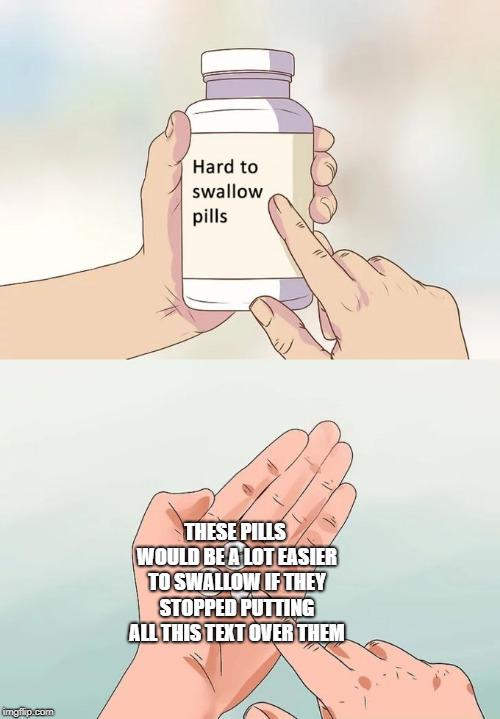 Hard to
swallow
pills
THESE PILLS
WOULD BE A LOT EASIER
TO SWALLOW IF THEY
STOPPED PUTTING
ALL THIS TEXT OVER THEM
imgflip.com